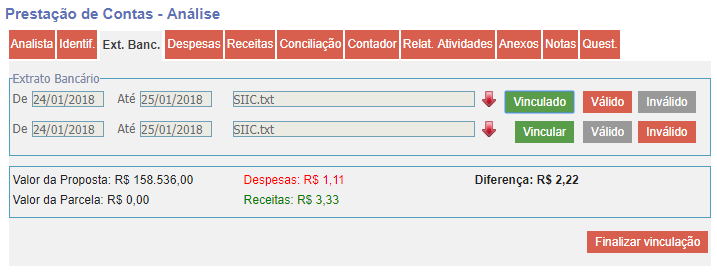 Prestação de Contas - Análise
Analista Identif. Ext. Banc. Despesas Receitas Conciliação Contador Relat. Atividades Anexos Notas Quest.
Extrato Bancário
De 24/01/2018 Até 25/01/2018 SIIC.txt Vinculado Válido Inválido
De 24/01/2018 Até 25/01/2018 SIIC.txt Vincular Válido Inválido
Valor da Proposta: R$ 158.536,00 Despesas: R$ 1,11 Diferença: R$ 2,22
Valor da Parcela: R$ 0,00 Receitas: R$ 3,33
Finalizar vinculação